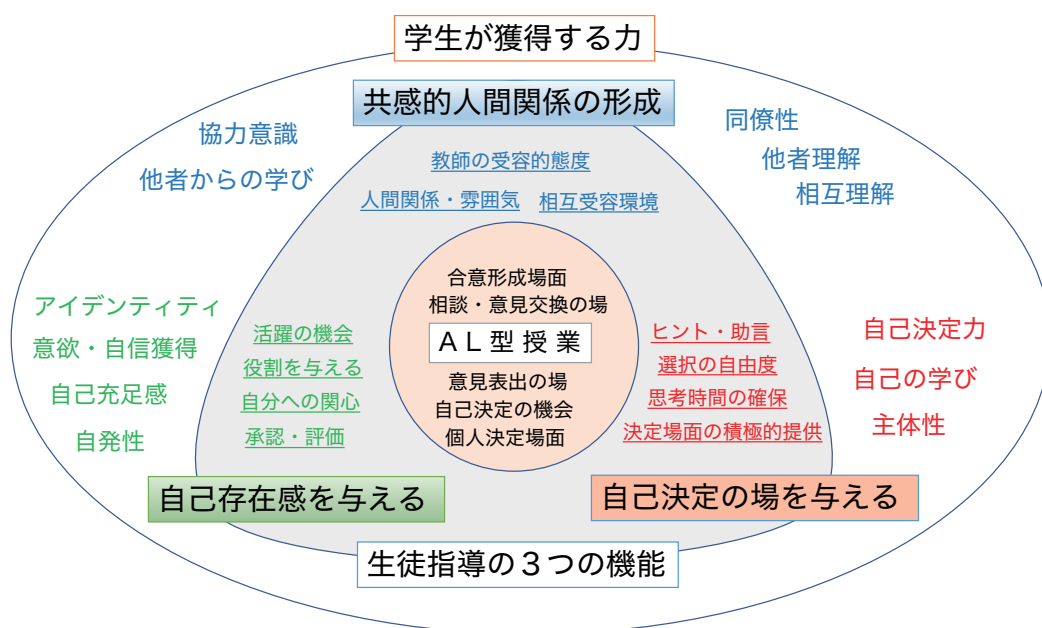 学生が獲得する力
共感的人間関係の形成
協力意識
他者からの学び
同僚性
他者理解
相互理解
教師の受容的態度
人間関係・雰囲気
相互受容環境
合意形成場面
相談・意見交換の場
ＡＬ型授業
意見表出の場
自己決定の機会
個人決定場面
アイデンティティ
意欲・自信獲得
自己充足感
自発性
活躍の機会
役割を与える
自分への関心
承認・評価
ヒント・助言
選択の自由度
思考時間の確保
決定場面の積極的提供
自己決定力
自己の学び
主体性
自己存在感を与える
自己決定の場を与える
生徒指導の３つの機能